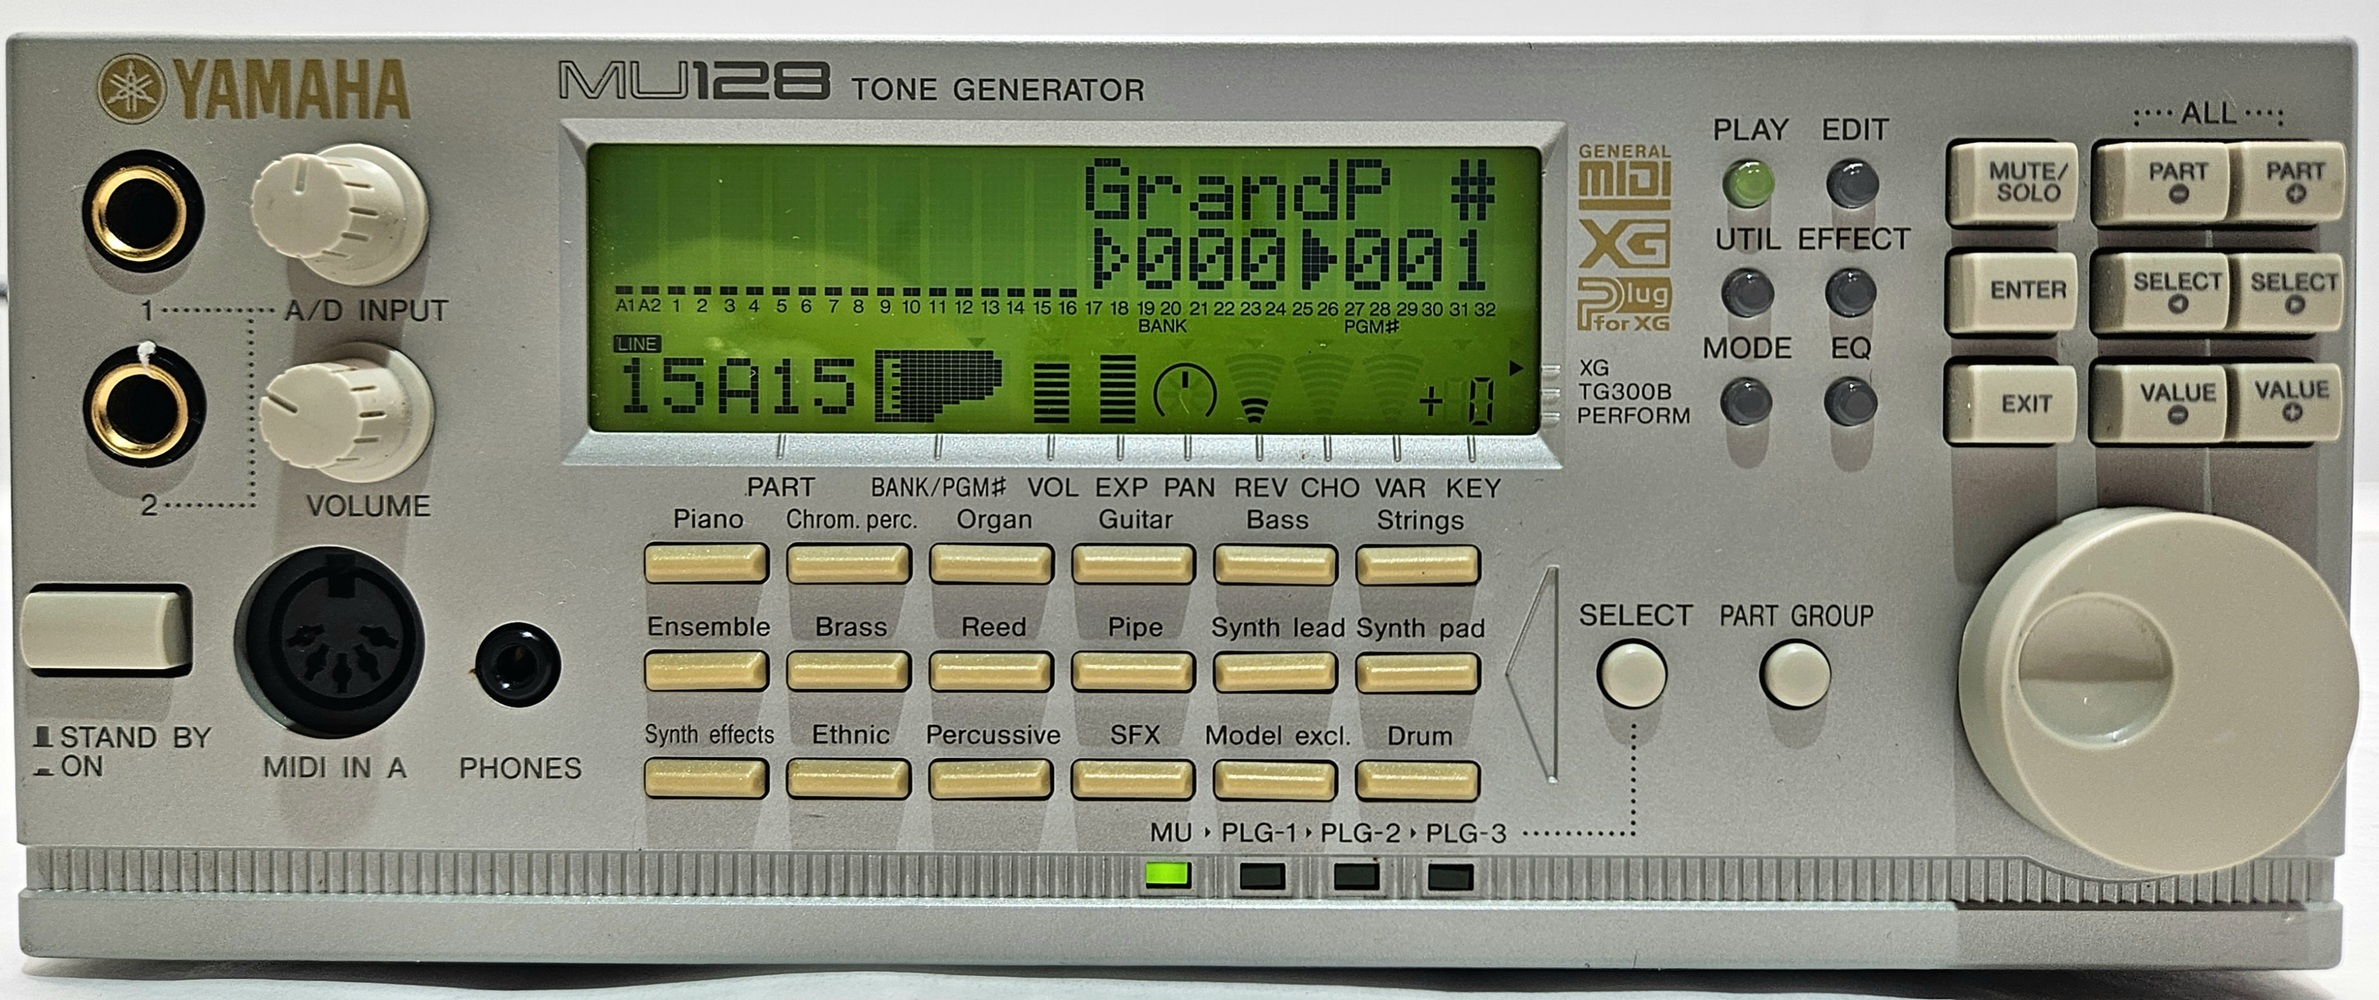 YAMAHA
MU128 TONE GENERATOR
1 A/D INPUT
2 VOLUME
STAND BY
ON
MIDI IN A
PHONES
GrandP #
000 001
A1 A2 1 2 3 4 5 6 7 8 9 10 11 12 13 14 15 16 17 18 19 20 21 22 23 24 25 26 27 28 29 30 31 32
BANK PGM♯
LINE
15A15 + 0
GENERAL
MIDI
XG
Plug
for XG
XG
TG300B
PERFORM
PART BANK/PGM♯ VOL EXP PAN REV CHO VAR KEY
Piano Chrom. perc. Organ Guitar Bass Strings
Ensemble Brass Reed Pipe Synth lead Synth pad
Synth effects Ethnic Percussive SFX Model excl. Drum
MU PLG-1 PLG-2 PLG-3
PLAY EDIT
UTIL EFFECT
MODE EQ
SELECT PART GROUP
ALL
MUTE/
SOLO
PART -
PART +
ENTER
SELECT
SELECT
EXIT
VALUE -
VALUE +